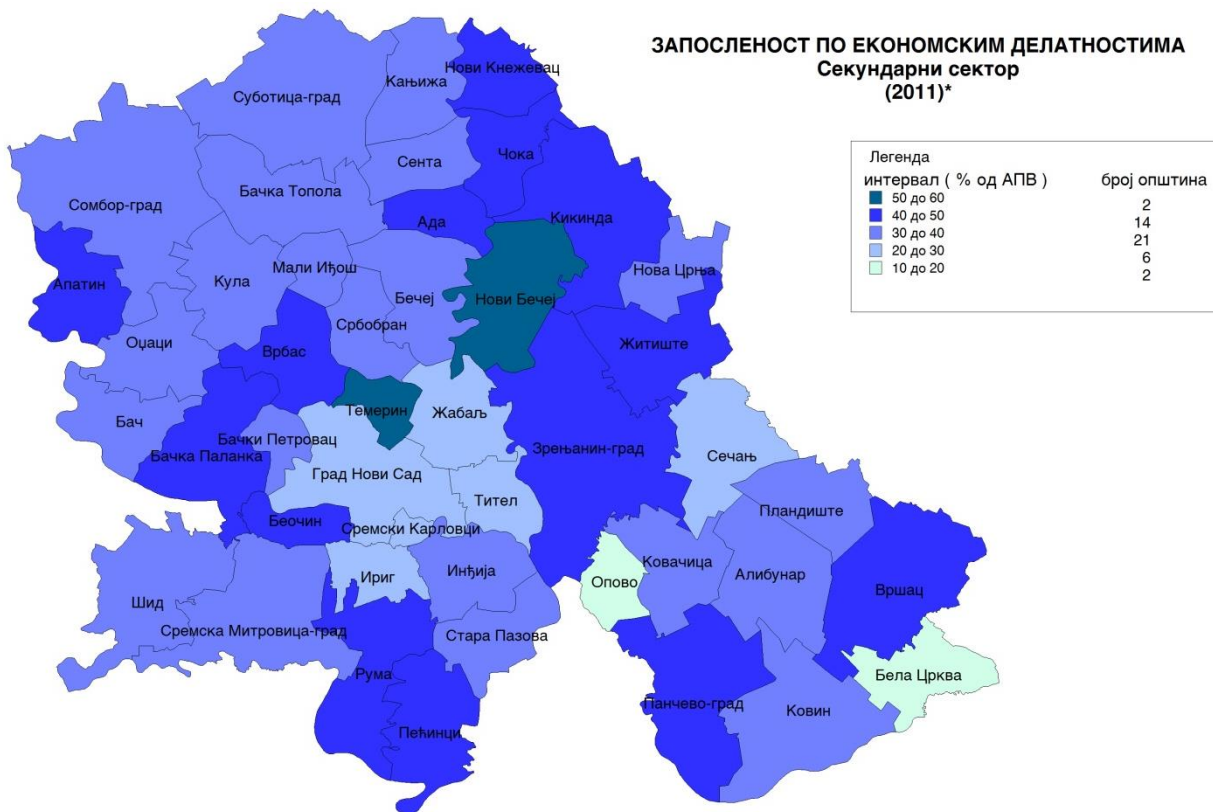 ЗАПОСЛЕНОСТ ПО ЕКОНОМСКИМ ДЕЛАТНОСТИМА
Секундарни сектор
(2011)*
Легенда
интервал ( % од АПВ ) број општина
50 до 60 2
40 до 50 14
30 до 40 21
20 до 30 6
10 до 20 2
Нови Кнежевац
Кањижа
Суботица-град
Чока
Сента
Бачка Топола
Сомбор-град
Ада
Кикинда
Мали Иђош
Нова Црња
Кула
Апатин
Бечеј
Нови Бечеј
Србобран
Оџаци
Врбас
Житиште
Темерин
Жабаљ
Бач
Бачки Петровац
Бачка Паланка
Зрењанин-град
Сечањ
Град Нови Сад
Тител
Пландиште
Беочин
Сремски Карловци
Ковачица
Ириг
Инђија
Опово
Алибунар
Вршац
Шид
Сремска Митровица-град
Стара Пазова
Рума
Бела Црква
Панчево-град
Ковин
Пећинци